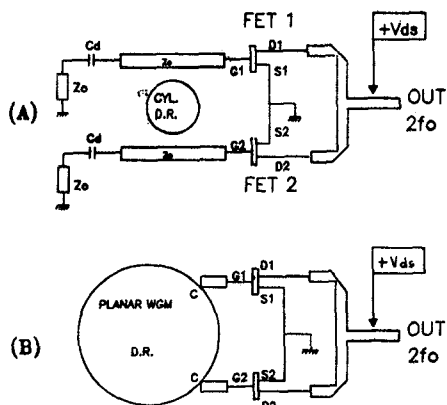 FET 1
+Vds
Cd
Zo
D1
G1
S1
Zo
(A)
CYL.
D.R.
OUT
2fo
Cd
S2
Zo
G2
Zo
D2
FET 2
+Vds
D1
C
G1
S1
PLANAR WGM
(B)
D.R.
OUT
2fo
C
S2
G2
D2